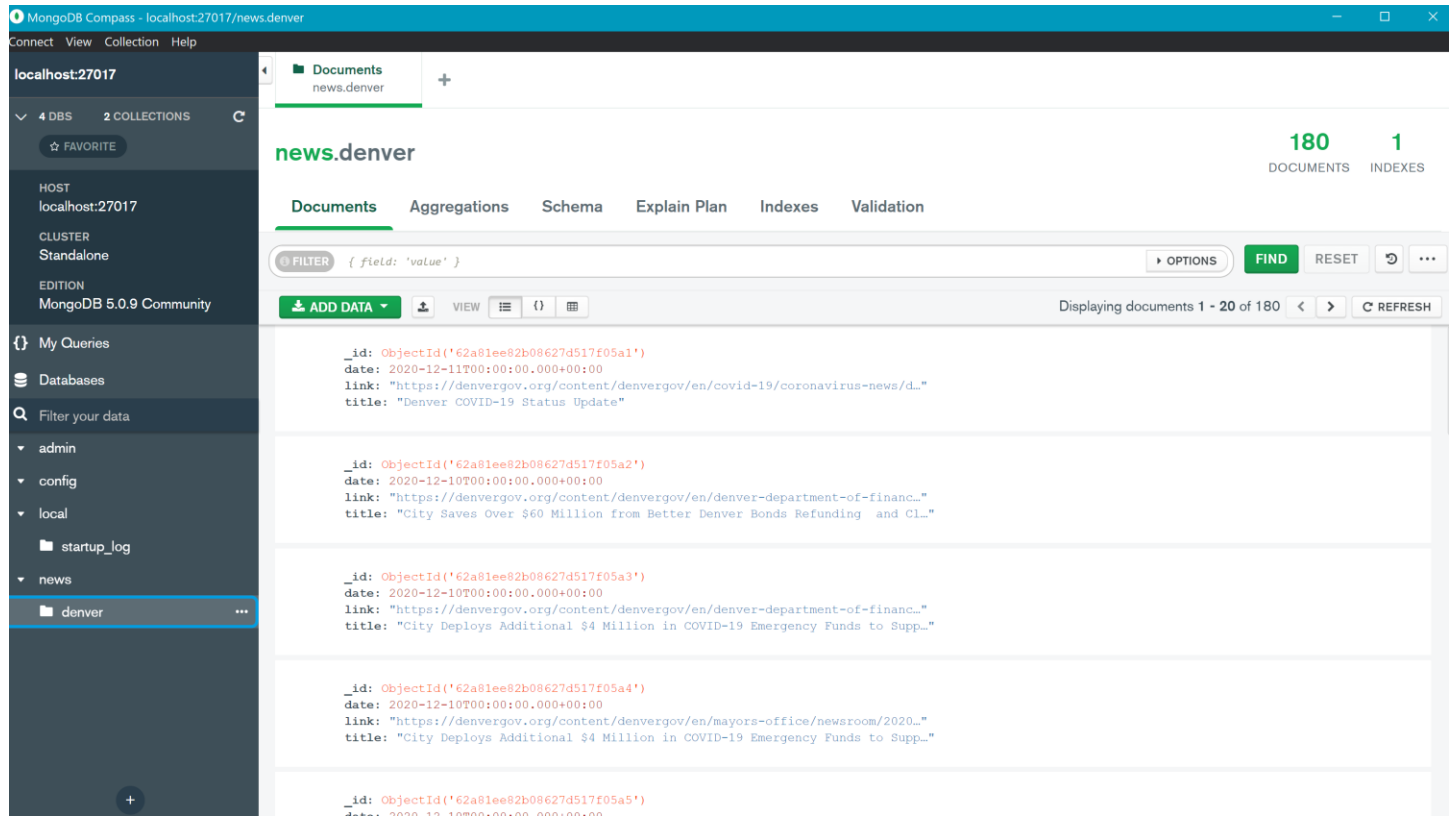 MongoDB Compass - localhost:27017/news.denver
Connect View Collection Help
localhost:27017
4 DBS 2 COLLECTIONS
FAVORITE
HOST
localhost:27017
CLUSTER
Standalone
EDITION
MongoDB 5.0.9 Community
{} My Queries
Databases
Filter your data
admin
config
local
startup_log
news
denver
Documents
news.denver
news.denver
180
DOCUMENTS
1
INDEXES
Documents Aggregations Schema Explain Plan Indexes Validation
FILTER { field: 'value' } OPTIONS FIND RESET
ADD DATA VIEW {} Displaying documents 1 - 20 of 180 REFRESH
_id: ObjectId('62a81ee82b08627d517f05a1')
date: 2020-12-11T00:00:00.000+00:00
link: "https://denvergov.org/content/denvergov/en/covid-19/coronavirus-news/d…"
title: "Denver COVID-19 Status Update"
_id: ObjectId('62a81ee82b08627d517f05a2')
date: 2020-12-10T00:00:00.000+00:00
link: "https://denvergov.org/content/denvergov/en/denver-department-of-financ…"
title: "City Saves Over $60 Million from Better Denver Bonds Refunding  and Cl…"
_id: ObjectId('62a81ee82b08627d517f05a3')
date: 2020-12-10T00:00:00.000+00:00
link: "https://denvergov.org/content/denvergov/en/denver-department-of-financ…"
title: "City Deploys Additional $4 Million in COVID-19 Emergency Funds to Supp…"
_id: ObjectId('62a81ee82b08627d517f05a4')
date: 2020-12-10T00:00:00.000+00:00
link: "https://denvergov.org/content/denvergov/en/mayors-office/newsroom/2020…"
title: "City Deploys Additional $4 Million in COVID-19 Emergency Funds to Supp…"
_id: ObjectId('62a81ee82b08627d517f05a5')
date: 2020-12-10T00:00:00.000+00:00